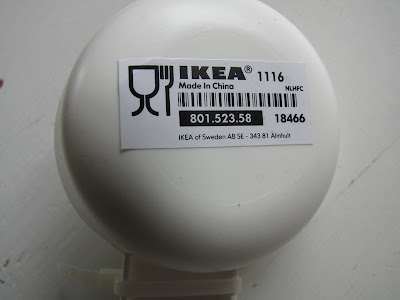 IKEA® 1116
Made In China NLHFC
801.523.58 18466
IKEA of Sweden AB SE - 343 81 Älmhult